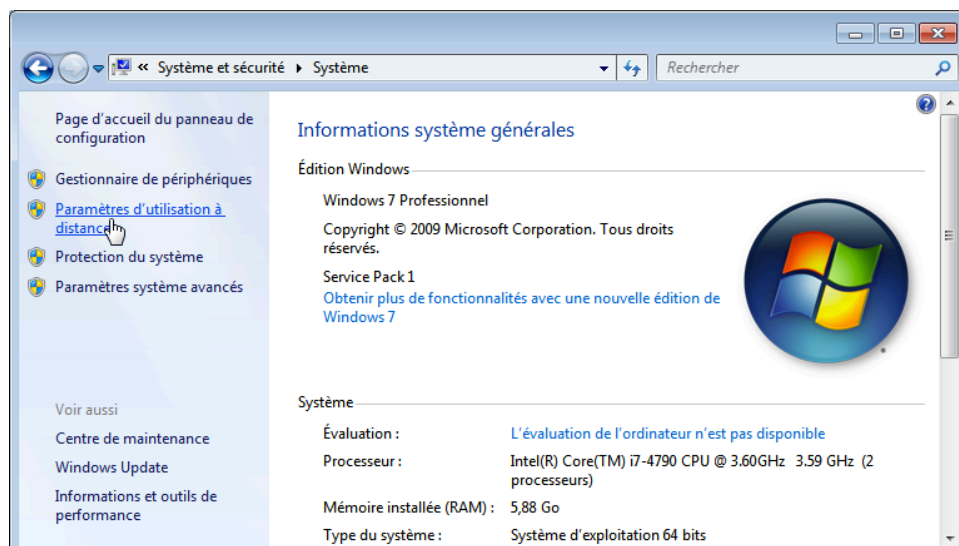 « Système et sécurité ▸ Système
Rechercher
Page d'accueil du panneau de
configuration
Gestionnaire de périphériques
Paramètres d'utilisation à
distance
Protection du système
Paramètres système avancés
Voir aussi
Centre de maintenance
Windows Update
Informations et outils de
performance
Informations système générales
Édition Windows
Windows 7 Professionnel
Copyright © 2009 Microsoft Corporation. Tous droits
réservés.
Service Pack 1
Obtenir plus de fonctionnalités avec une nouvelle édition de
Windows 7
Système
Évaluation : L'évaluation de l'ordinateur n'est pas disponible
Processeur : Intel(R) Core(TM) i7-4790 CPU @ 3.60GHz 3.59 GHz (2
processeurs)
Mémoire installée (RAM) : 5,88 Go
Type du système : Système d'exploitation 64 bits